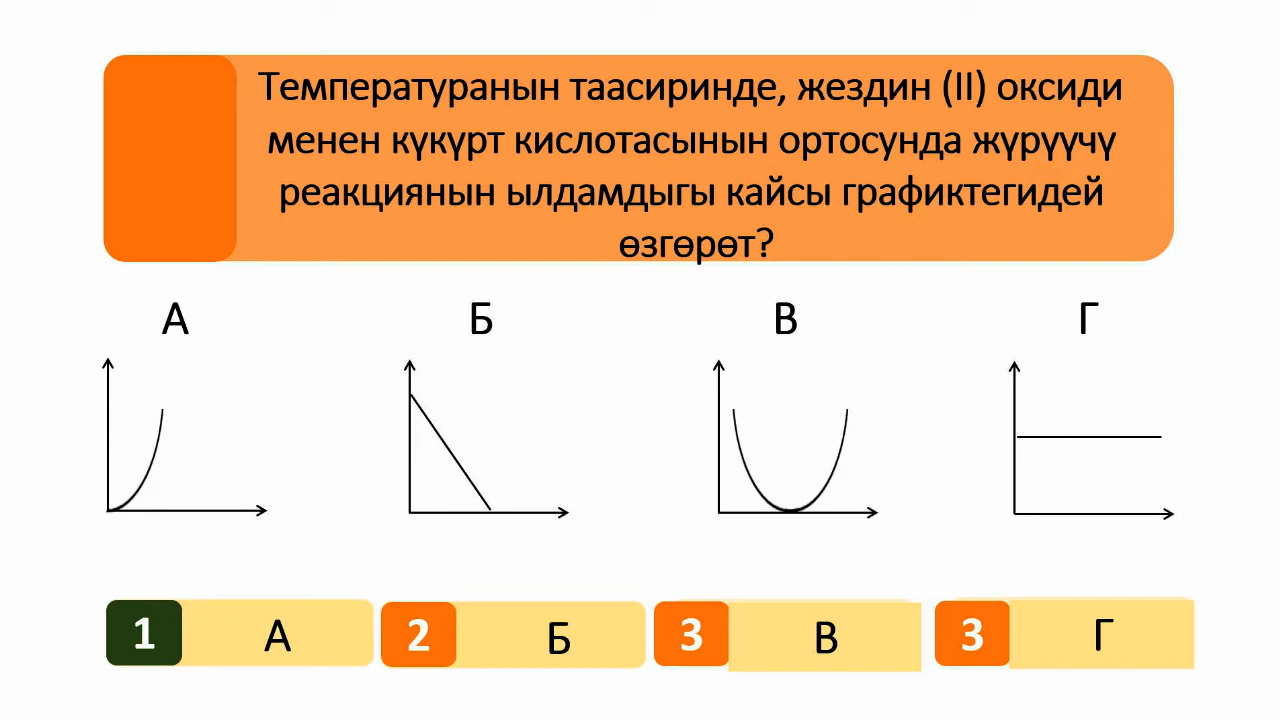 Температуранын таасиринде, жездин (II) оксиди
менен күкүрт кислотасынын ортосунда жүрүүчү
реакциянын ылдамдыгы кайсы графиктегидей
өзгөрөт?
А Б В Г
1 А 2 Б 3 В 3 Г